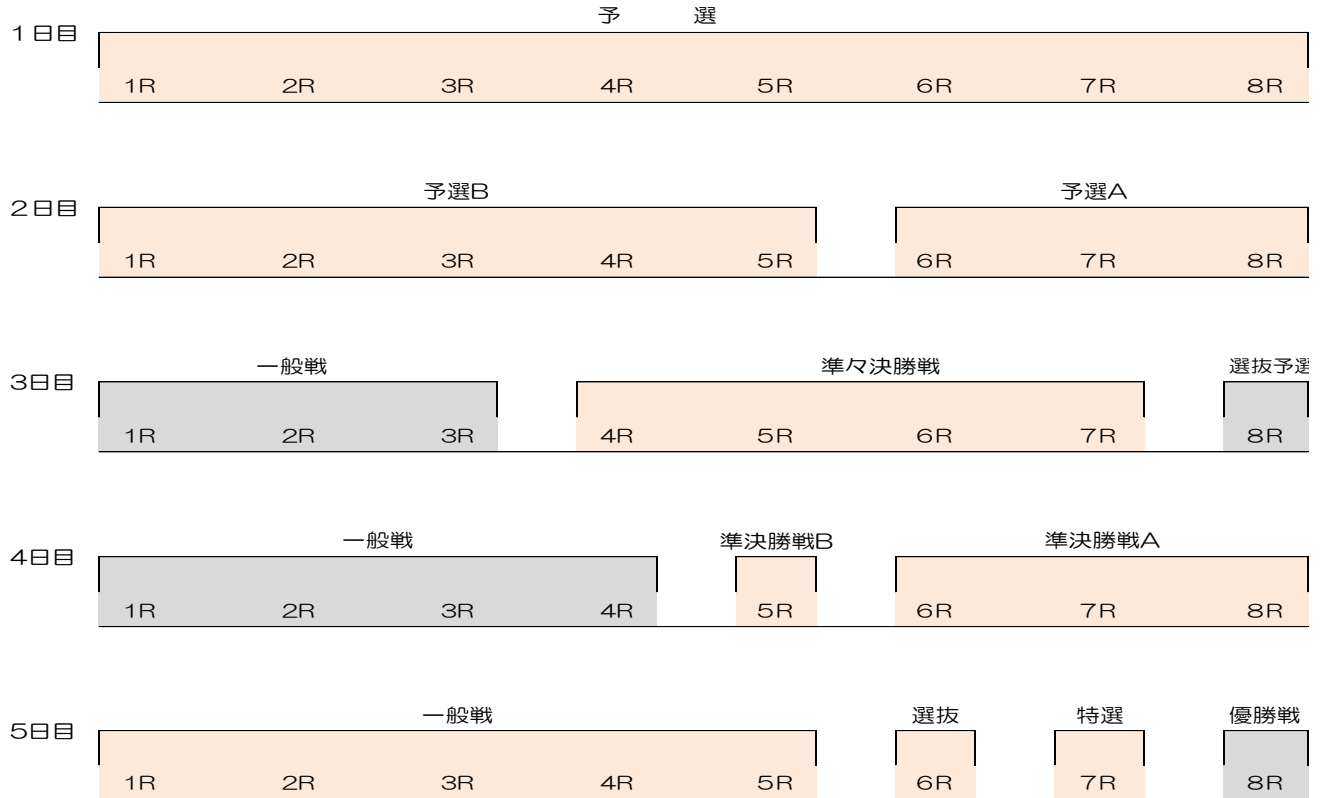 予　選
1日目
1R 2R 3R 4R 5R 6R 7R 8R
予選B 予選A
2日目
1R 2R 3R 4R 5R 6R 7R 8R
一般戦 準々決勝戦 選抜予選
3日目
1R 2R 3R 4R 5R 6R 7R 8R
一般戦 準決勝戦B 準決勝戦A
4日目
1R 2R 3R 4R 5R 6R 7R 8R
一般戦 選抜 特選 優勝戦
5日目
1R 2R 3R 4R 5R 6R 7R 8R